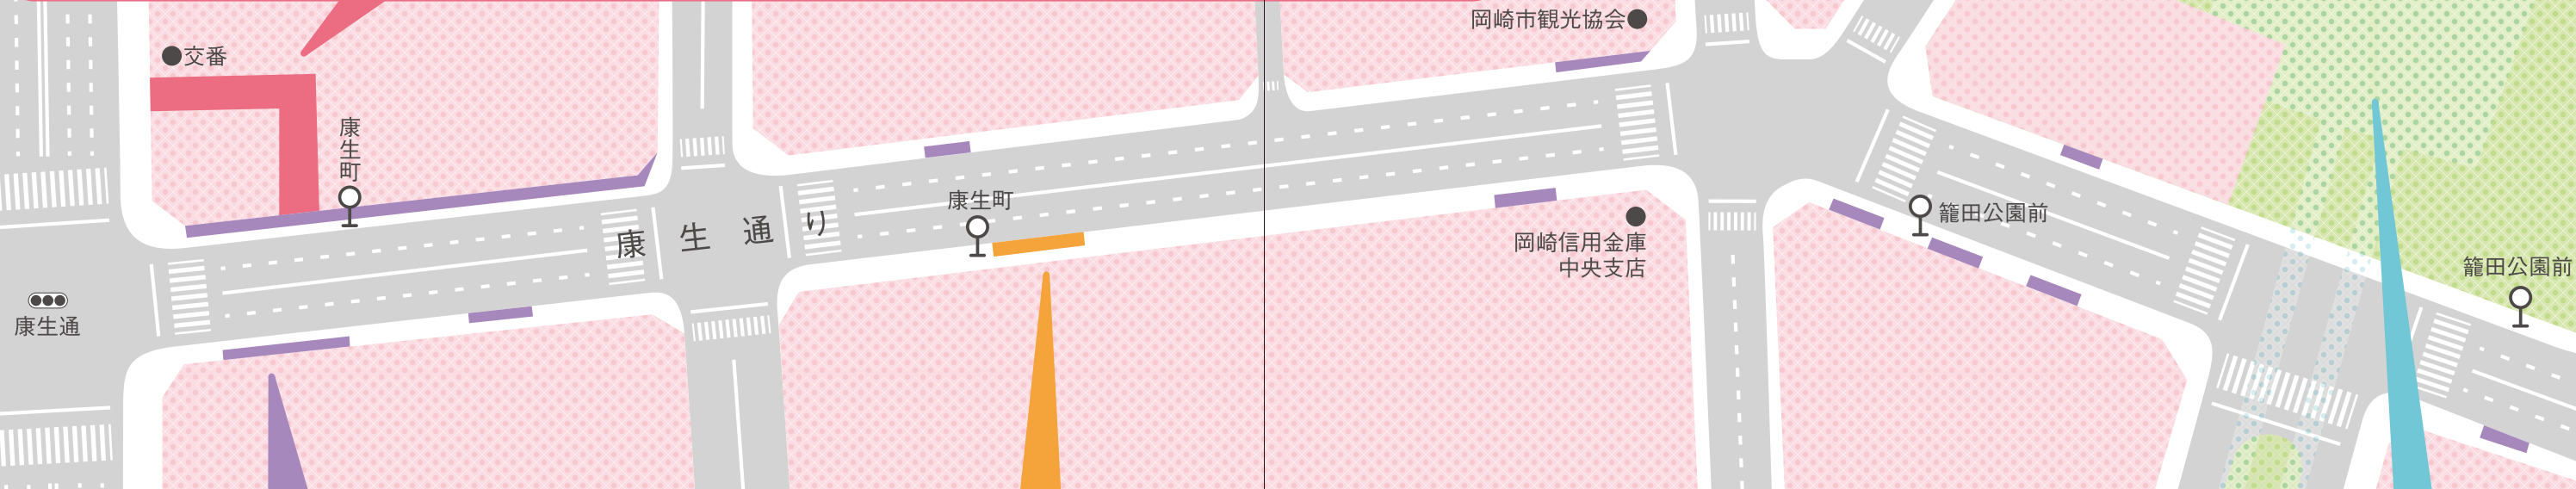 岡崎市観光協会
交番
康生町
康生町
康生通り
籠田公園前
岡崎信用金庫
中央支店
籠田公園前
康生通